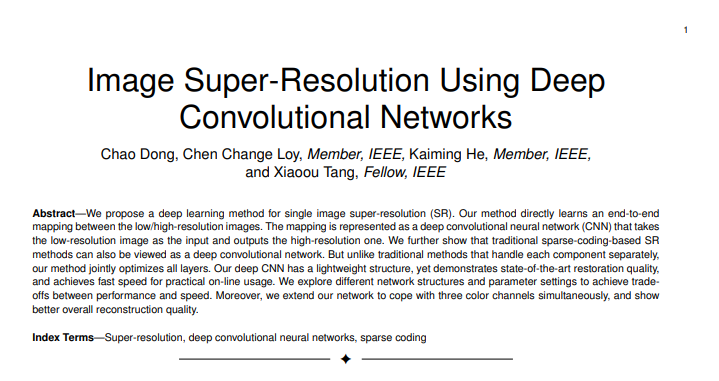 1
Image Super-Resolution Using Deep
Convolutional Networks
Chao Dong, Chen Change Loy, Member, IEEE, Kaiming He, Member, IEEE,
and Xiaoou Tang, Fellow, IEEE
Abstract—We propose a deep learning method for single image super-resolution (SR). Our method directly learns an end-to-end
mapping between the low/high-resolution images. The mapping is represented as a deep convolutional neural network (CNN) that takes
the low-resolution image as the input and outputs the high-resolution one. We further show that traditional sparse-coding-based SR
methods can also be viewed as a deep convolutional network. But unlike traditional methods that handle each component separately,
our method jointly optimizes all layers. Our deep CNN has a lightweight structure, yet demonstrates state-of-the-art restoration quality,
and achieves fast speed for practical on-line usage. We explore different network structures and parameter settings to achieve trade-
offs between performance and speed. Moreover, we extend our network to cope with three color channels simultaneously, and show
better overall reconstruction quality.
Index Terms—Super-resolution, deep convolutional neural networks, sparse coding